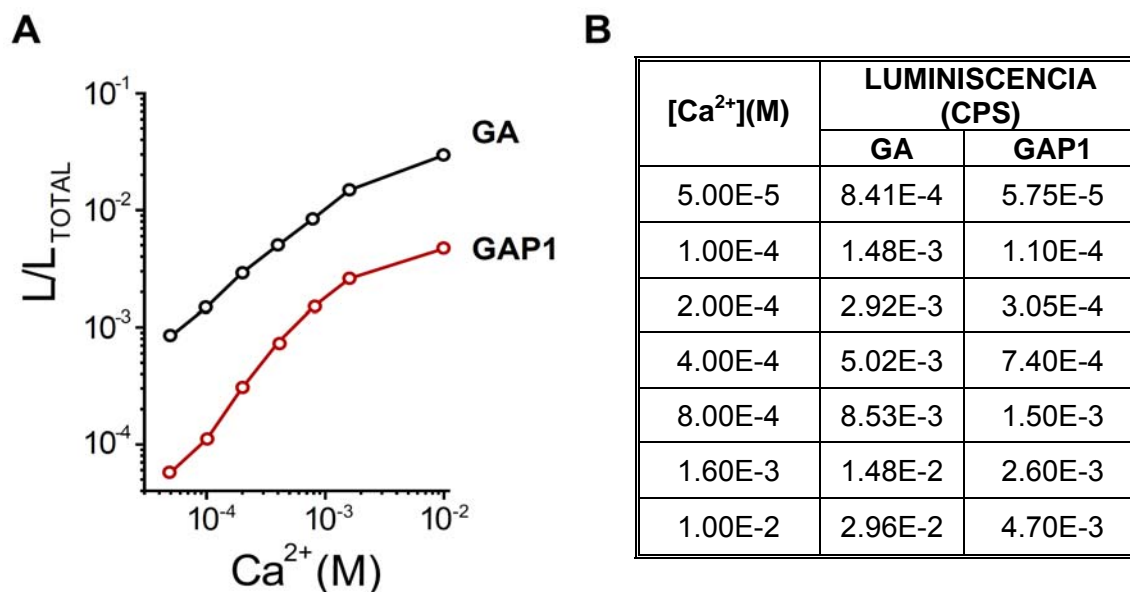 A
10⁻¹
10⁻²
10⁻³
10⁻⁴
L/L_TOTAL
GA
GAP1
10⁻⁴ 10⁻³ 10⁻²
Ca²⁺ (M)
B
[Ca²⁺](M) LUMINISCENCIA (CPS)
GA GAP1
5.00E-5 8.41E-4 5.75E-5
1.00E-4 1.48E-3 1.10E-4
2.00E-4 2.92E-3 3.05E-4
4.00E-4 5.02E-3 7.40E-4
8.00E-4 8.53E-3 1.50E-3
1.60E-3 1.48E-2 2.60E-3
1.00E-2 2.96E-2 4.70E-3